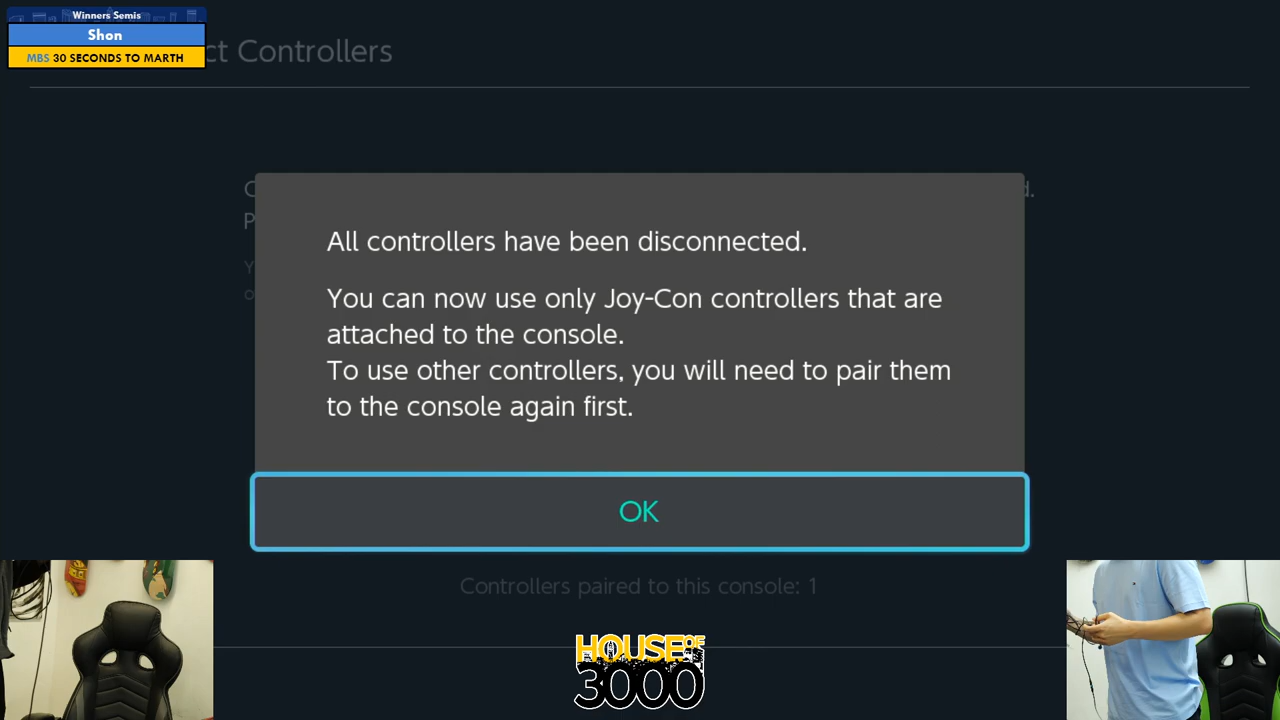 Winners Semis
Shon
MBS 30 SECONDS TO MARTH
ct Controllers
All controllers have been disconnected.
You can now use only Joy-Con controllers that are
attached to the console.
To use other controllers, you will need to pair them
to the console again first.
OK
Controllers paired to this console: 1
HOUSE OF
3000